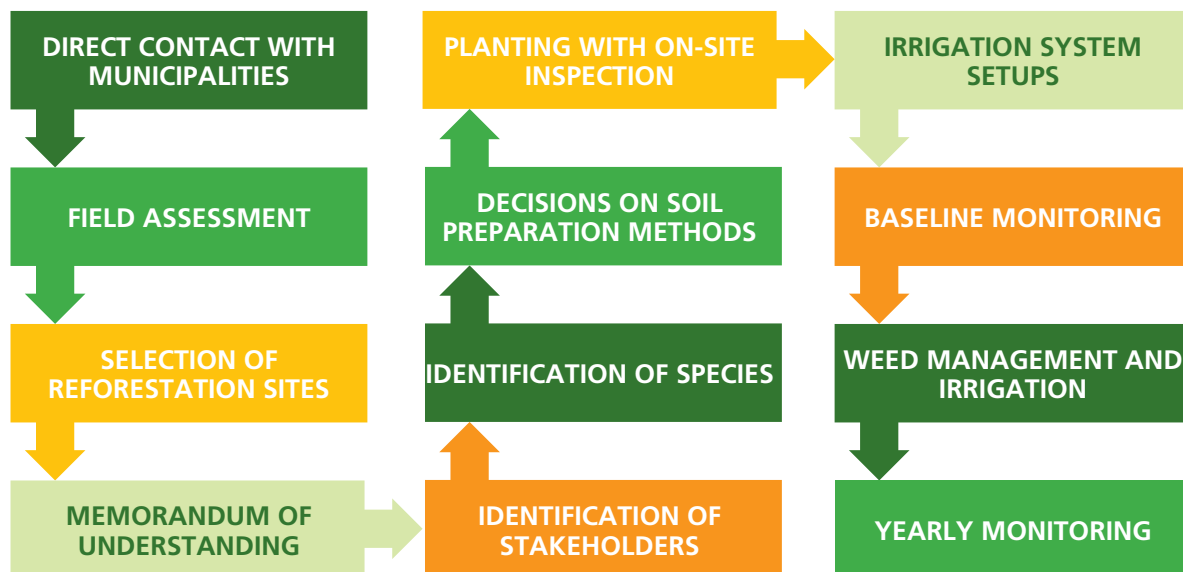 DIRECT CONTACT WITH
MUNICIPALITIES
FIELD ASSESSMENT
SELECTION OF
REFORESTATION SITES
MEMORANDUM OF
UNDERSTANDING
IDENTIFICATION OF
STAKEHOLDERS
IDENTIFICATION OF SPECIES
DECISIONS ON SOIL
PREPARATION METHODS
PLANTING WITH ON-SITE
INSPECTION
IRRIGATION SYSTEM
SETUPS
BASELINE MONITORING
WEED MANAGEMENT AND
IRRIGATION
YEARLY MONITORING